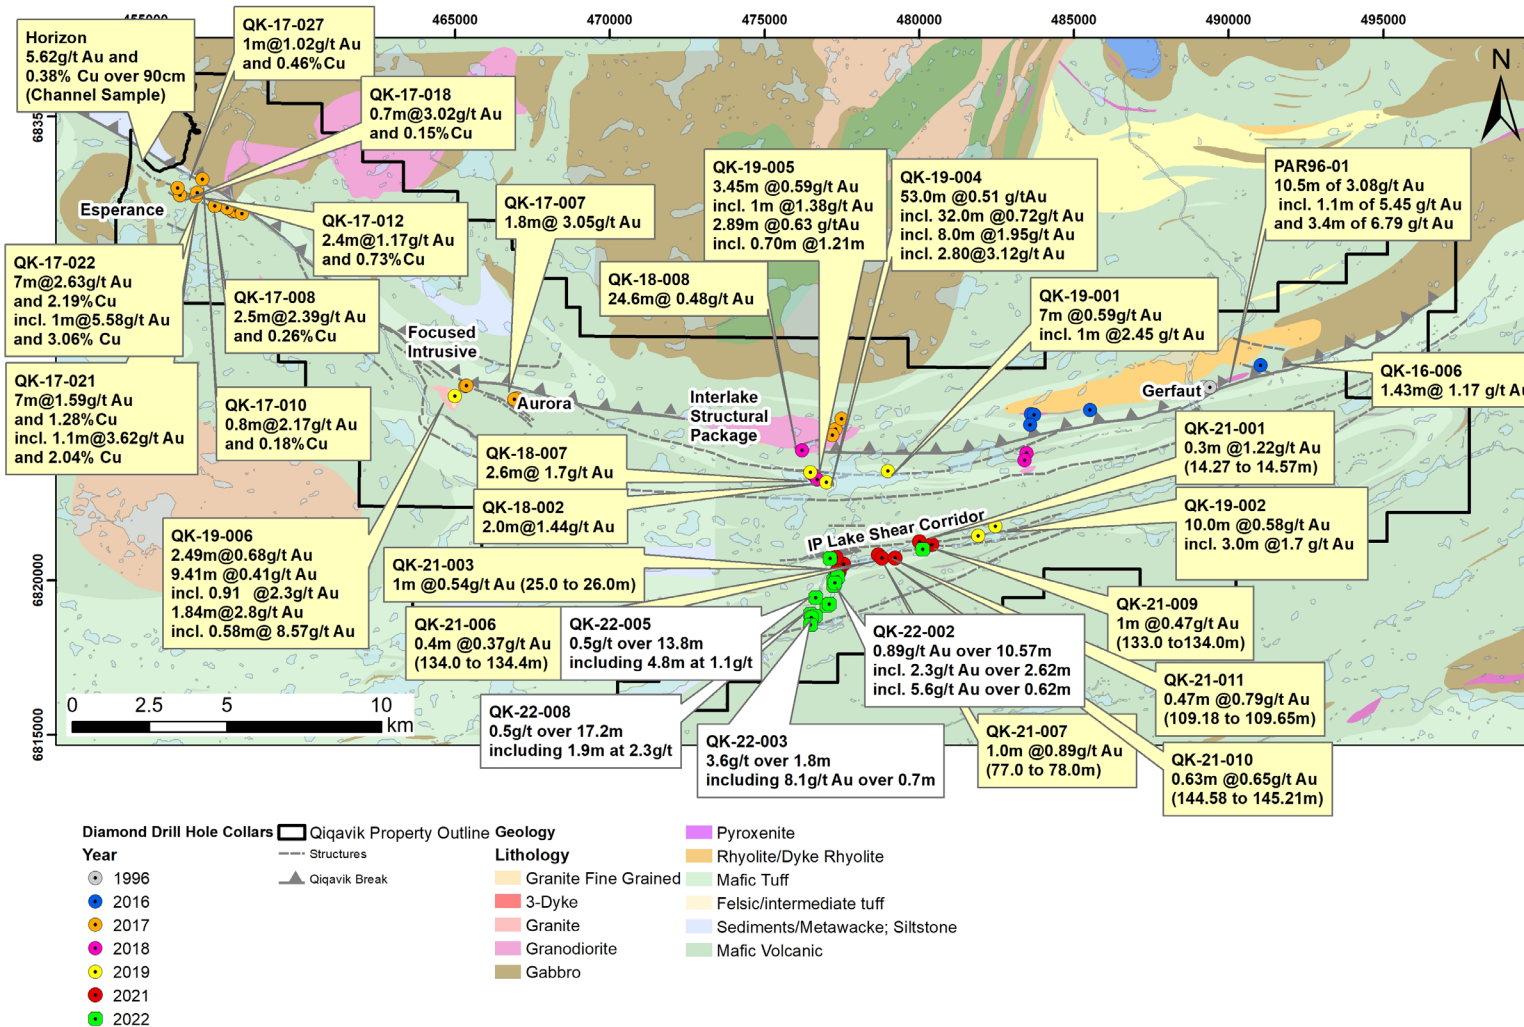 455000
465000
470000
475000
480000
485000
490000
495000
Horizon
5.62g/t Au and
0.38% Cu over 90cm
(Channel Sample)
QK-17-027
1m@1.02g/t Au
and 0.46%Cu
QK-17-018
0.7m@3.02g/t Au
and 0.15%Cu
N
6835
QK-19-005
3.45m @0.59g/t Au
incl. 1m @1.38g/t Au
2.89m @0.63 g/tAu
incl. 0.70m @1.21m
QK-19-004
53.0m @0.51 g/tAu
incl. 32.0m @0.72g/t Au
incl. 8.0m @1.95g/t Au
incl. 2.80@3.12g/t Au
PAR96-01
10.5m of 3.08g/t Au
incl. 1.1m of 5.45 g/t Au
and 3.4m of 6.79 g/t Au
Esperance
QK-17-012
2.4m@1.17g/t Au
and 0.73%Cu
QK-17-007
1.8m@ 3.05g/t Au
QK-17-022
7m@2.63g/t Au
and 2.19%Cu
incl. 1m@5.58g/t Au
and 3.06% Cu
QK-17-008
2.5m@2.39g/t Au
and 0.26%Cu
QK-18-008
24.6m@ 0.48g/t Au
QK-19-001
7m @0.59g/t Au
incl. 1m @2.45 g/t Au
Focused
Intrusive
QK-17-021
7m@1.59g/t Au
and 1.28%Cu
incl. 1.1m@3.62g/t Au
and 2.04% Cu
QK-17-010
0.8m@2.17g/t Au
and 0.18%Cu
Aurora
Interlake
Structural
Package
Gerfaut
QK-16-006
1.43m@ 1.17 g/t Au
QK-18-007
2.6m@ 1.7g/t Au
QK-21-001
0.3m @1.22g/t Au
(14.27 to 14.57m)
QK-18-002
2.0m@1.44g/t Au
QK-19-002
10.0m @0.58g/t Au
incl. 3.0m @1.7 g/t Au
IP Lake Shear Corridor
QK-19-006
2.49m@0.68g/t Au
9.41m @0.41g/t Au
incl. 0.91 @2.3g/t Au
1.84m@2.8g/t Au
incl. 0.58m@ 8.57g/t Au
QK-21-003
1m @0.54g/t Au (25.0 to 26.0m)
6820000
QK-21-006
0.4m @0.37g/t Au
(134.0 to 134.4m)
QK-22-005
0.5g/t over 13.8m
including 4.8m at 1.1g/t
QK-22-002
0.89g/t Au over 10.57m
incl. 2.3g/t Au over 2.62m
incl. 5.6g/t Au over 0.62m
QK-21-009
1m @0.47g/t Au
(133.0 to134.0m)
QK-21-011
0.47m @0.79g/t Au
(109.18 to 109.65m)
0 2.5 5 10
km
6815000
QK-22-008
0.5g/t over 17.2m
including 1.9m at 2.3g/t
QK-22-003
3.6g/t over 1.8m
including 8.1g/t Au over 0.7m
QK-21-007
1.0m @0.89g/t Au
(77.0 to 78.0m)
QK-21-010
0.63m @0.65g/t Au
(144.58 to 145.21m)
Diamond Drill Hole Collars
Year
1996
2016
2017
2018
2019
2021
2022
Qiqavik Property Outline
Structures
Qiqavik Break
Geology
Lithology
Granite Fine Grained
3-Dyke
Granite
Granodiorite
Gabbro
Pyroxenite
Rhyolite/Dyke Rhyolite
Mafic Tuff
Felsic/intermediate tuff
Sediments/Metawacke; Siltstone
Mafic Volcanic